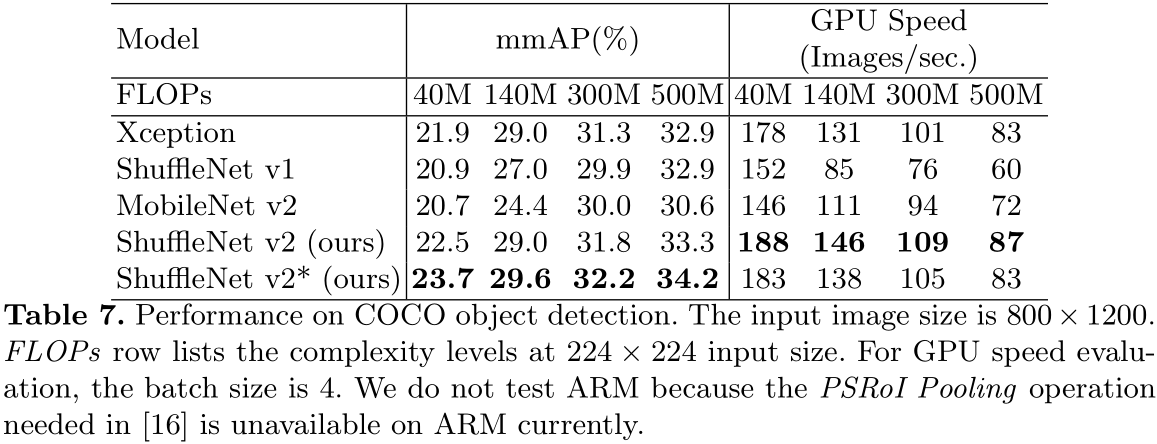 Model mmAP(%) GPU Speed
(Images/sec.)
FLOPs 40M 140M 300M 500M 40M 140M 300M 500M
Xception 21.9 29.0 31.3 32.9 178 131 101 83
ShuffleNet v1 20.9 27.0 29.9 32.9 152 85 76 60
MobileNet v2 20.7 24.4 30.0 30.6 146 111 94 72
ShuffleNet v2 (ours) 22.5 29.0 31.8 33.3 188 146 109 87
ShuffleNet v2* (ours) 23.7 29.6 32.2 34.2 183 138 105 83
Table 7. Performance on COCO object detection. The input image size is 800 × 1200.
FLOPs row lists the complexity levels at 224 × 224 input size. For GPU speed evalu-
ation, the batch size is 4. We do not test ARM because the PSRoI Pooling operation
needed in [16] is unavailable on ARM currently.